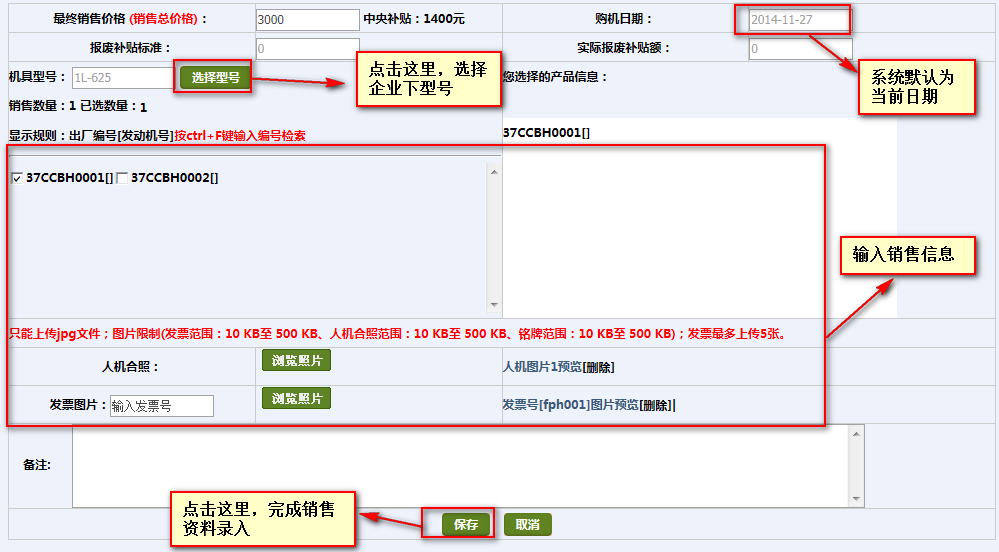 最终销售价格 (销售总价格)： 3000 中央补贴：1400元 购机日期： 2014-11-27
报废补贴标准： 0 实际报废补贴额： 0
机具型号： 1L-625 选择型号 您选择的产品信息：
点击这里，选择
企业下型号
系统默认为
当前日期
销售数量：1 已选数量：1
显示规则：出厂编号[发动机号]按ctrl+F键输入编号检索
37CCBH0001[]
37CCBH0001[] 37CCBH0002[]
输入销售信息
只能上传jpg文件；图片限制(发票范围：10 KB至 500 KB、人机合照范围：10 KB至 500 KB、铭牌范围：10 KB至 500 KB)；发票最多上传5张。
人机合照： 浏览照片 人机图片1预览[删除]
发票图片： 输入发票号 浏览照片 发票号[fph001]图片预览[删除]|
备注:
点击这里，完成销售
资料录入
保存 取消